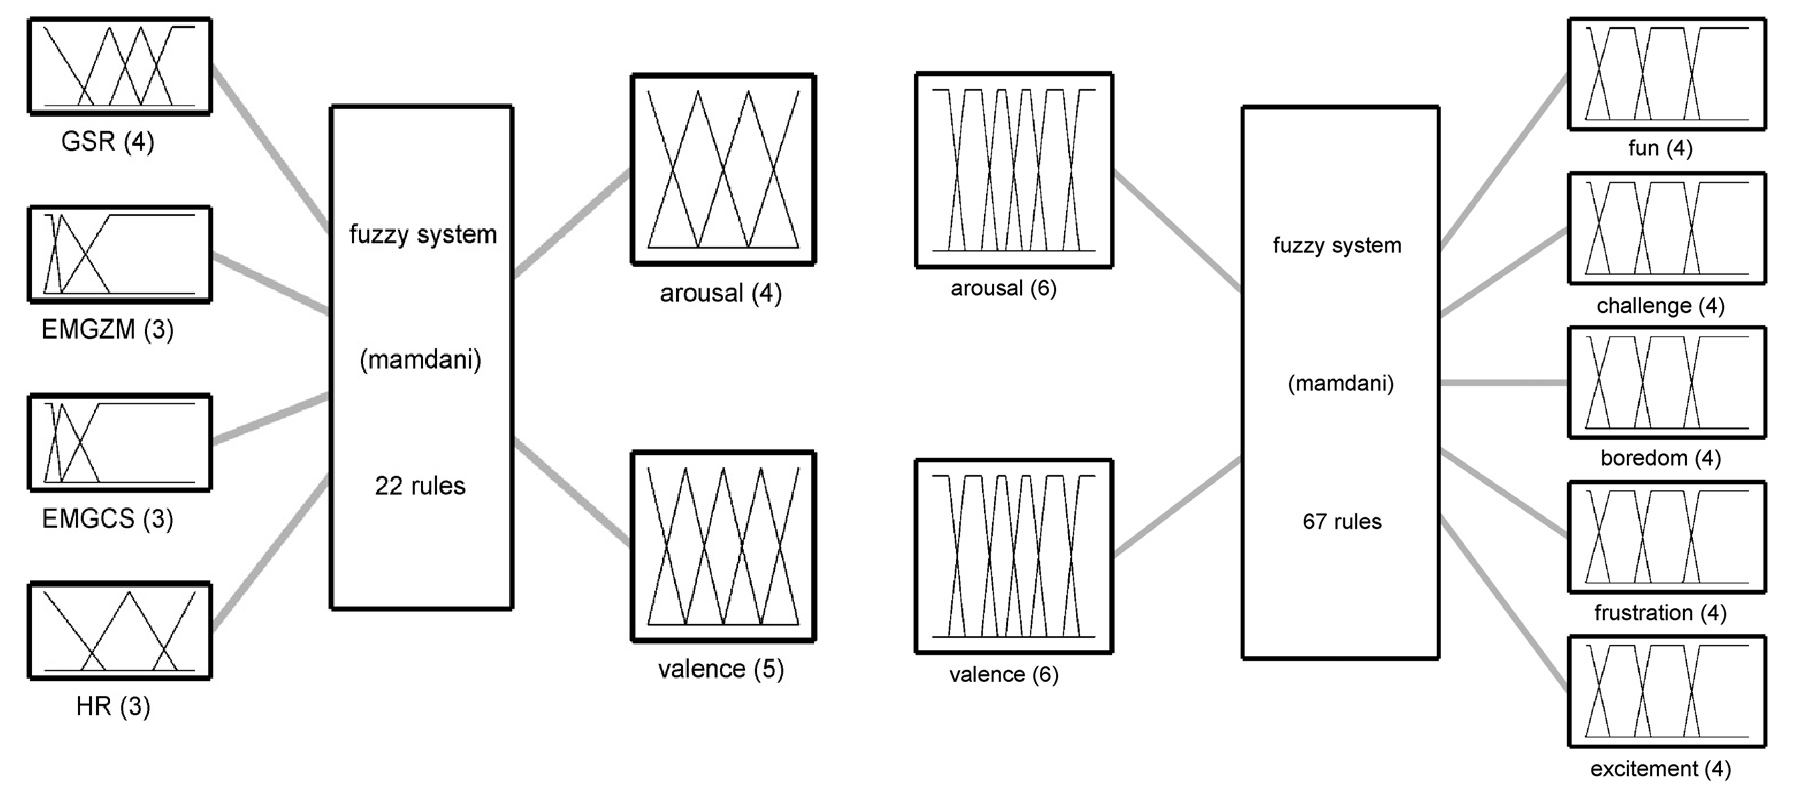 GSR (4)
EMGZM (3)
EMGCS (3)
HR (3)
fuzzy system
(mamdani)
22 rules
arousal (4)
valence (5)
arousal (6)
valence (6)
fuzzy system
(mamdani)
67 rules
fun (4)
challenge (4)
boredom (4)
frustration (4)
excitement (4)